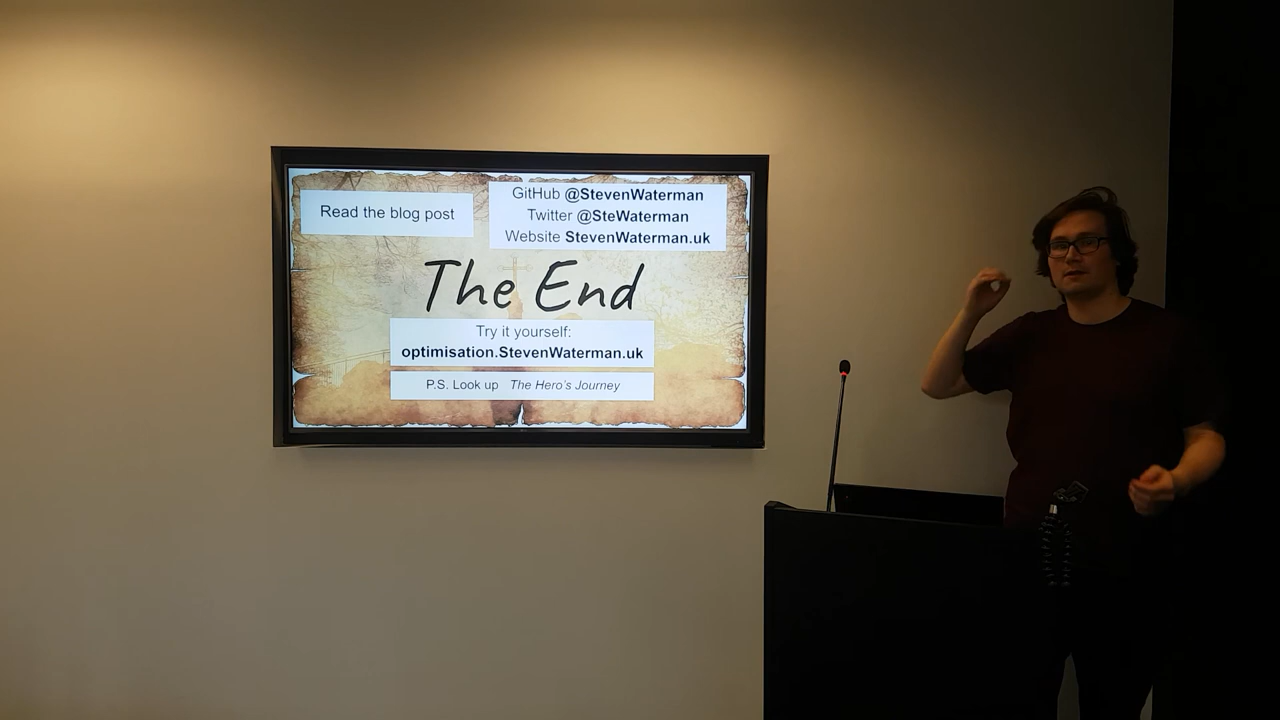 Read the blog post
GitHub @StevenWaterman
Twitter @SteWaterman
Website StevenWaterman.uk
The End
Try it yourself:
optimisation.StevenWaterman.uk
P.S. Look up The Hero's Journey